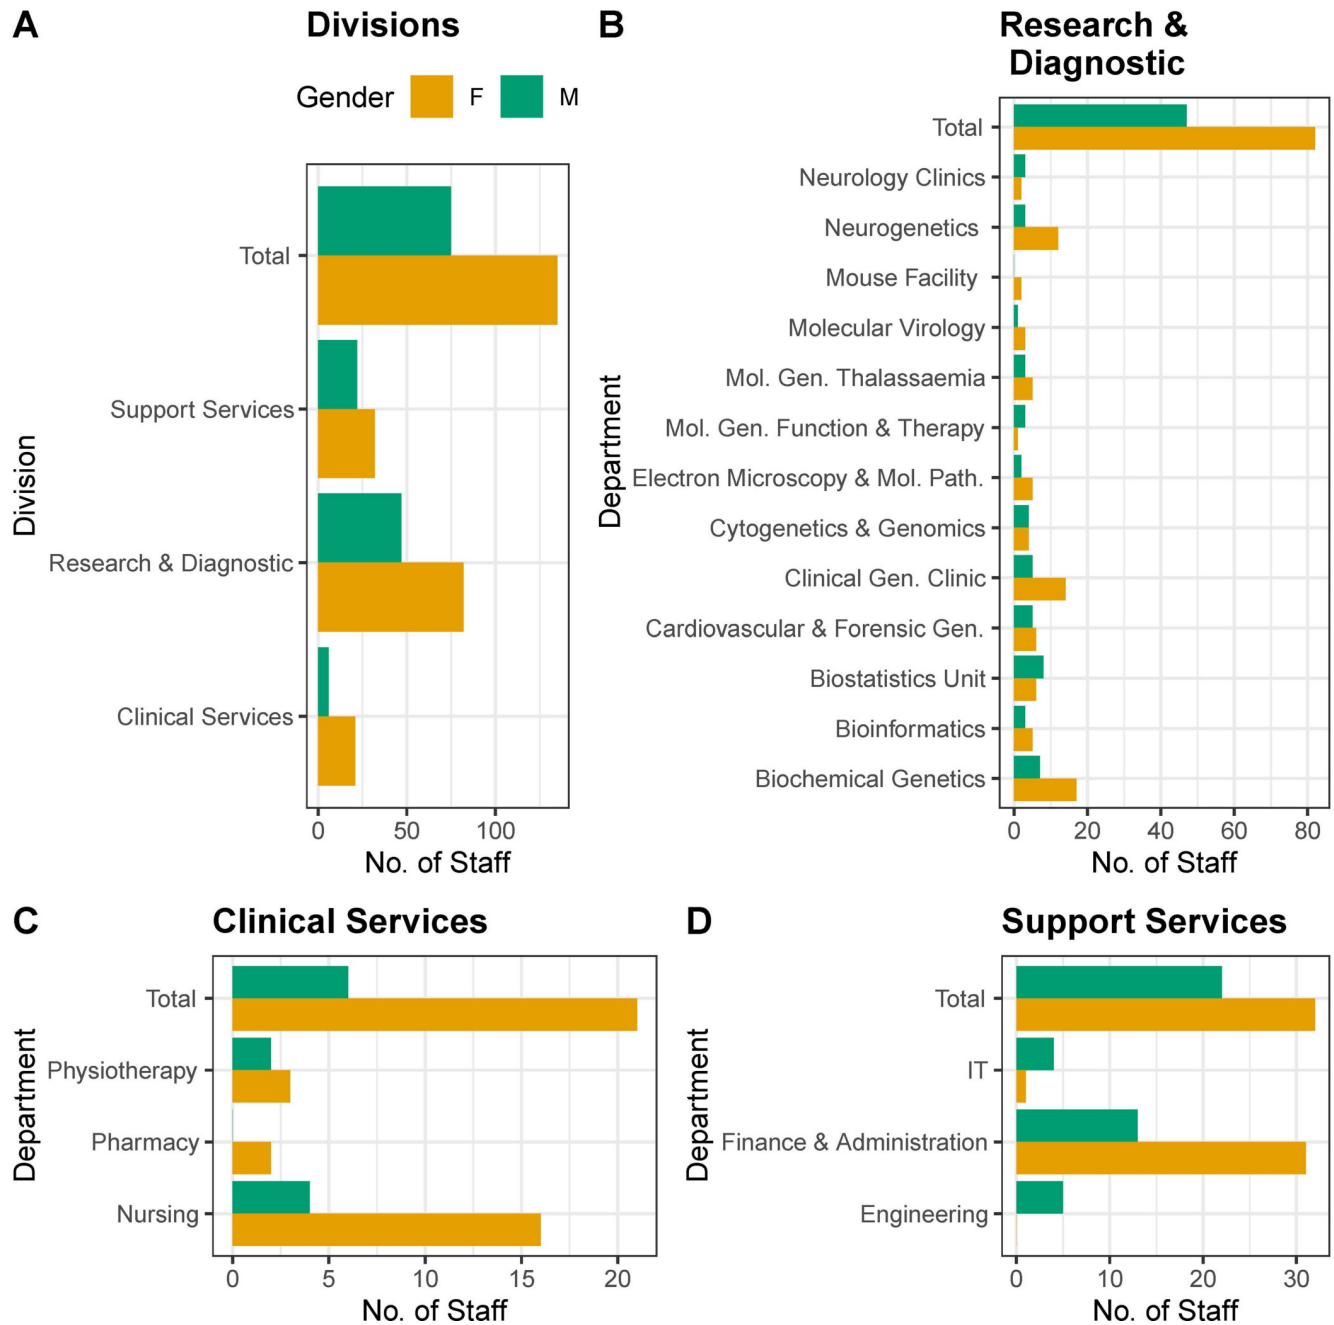 A
Divisions
Gender F M
Division
Total
Support Services
Research & Diagnostic
Clinical Services
0 50 100
No. of Staff
B
Research &
Diagnostic
Department
Total
Neurology Clinics
Neurogenetics
Mouse Facility
Molecular Virology
Mol. Gen. Thalassaemia
Mol. Gen. Function & Therapy
Electron Microscopy & Mol. Path.
Cytogenetics & Genomics
Clinical Gen. Clinic
Cardiovascular & Forensic Gen.
Biostatistics Unit
Bioinformatics
Biochemical Genetics
0 20 40 60 80
No. of Staff
C
Clinical Services
Department
Total
Physiotherapy
Pharmacy
Nursing
0 5 10 15 20
No. of Staff
D
Support Services
Department
Total
IT
Finance & Administration
Engineering
0 10 20 30
No. of Staff